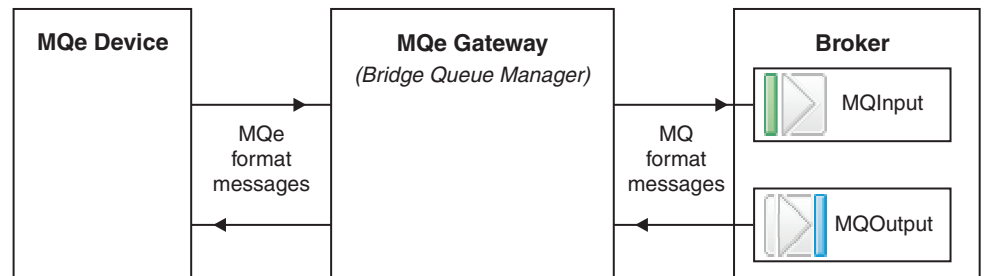 MQe Device
MQe Gateway
(Bridge Queue Manager)
Broker
MQInput
MQe
format
messages
MQ
format
messages
MQOutput